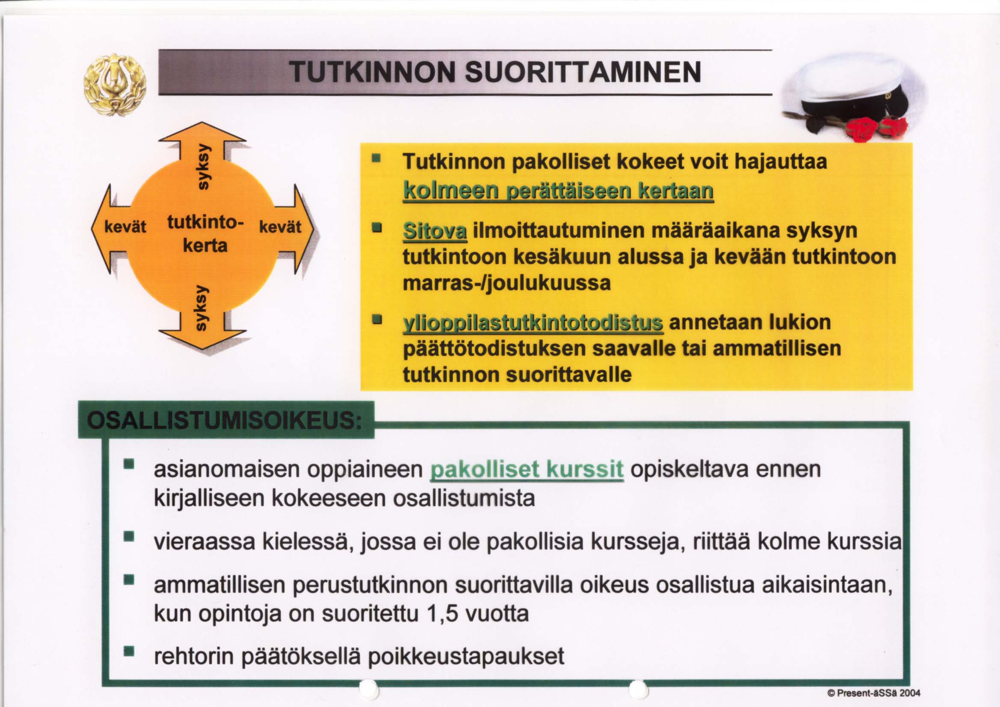 TUTKINNON SUORITTAMINEN
syksy
kevät
tutkinto-
kerta
kevät
syksy
Tutkinnon pakolliset kokeet voit hajauttaa
kolmeen perättäiseen kertaan
Sitova ilmoittautuminen määräaikana syksyn
tutkintoon kesäkuun alussa ja kevään tutkintoon
marras-/joulukuussa
ylioppilastutkintotodistus annetaan lukion
päättötodistuksen saavalle tai ammatillisen
tutkinnon suorittavalle
OSALLISTUMISOIKEUS:
asianomaisen oppiaineen pakolliset kurssit opiskeltava ennen
kirjalliseen kokeeseen osallistumista
vieraassa kielessä, jossa ei ole pakollisia kursseja, riittää kolme kurssia
ammatillisen perustutkinnon suorittavilla oikeus osallistua aikaisintaan,
kun opintoja on suoritettu 1,5 vuotta
rehtorin päätöksellä poikkeustapaukset
© Present-äSSä 2004